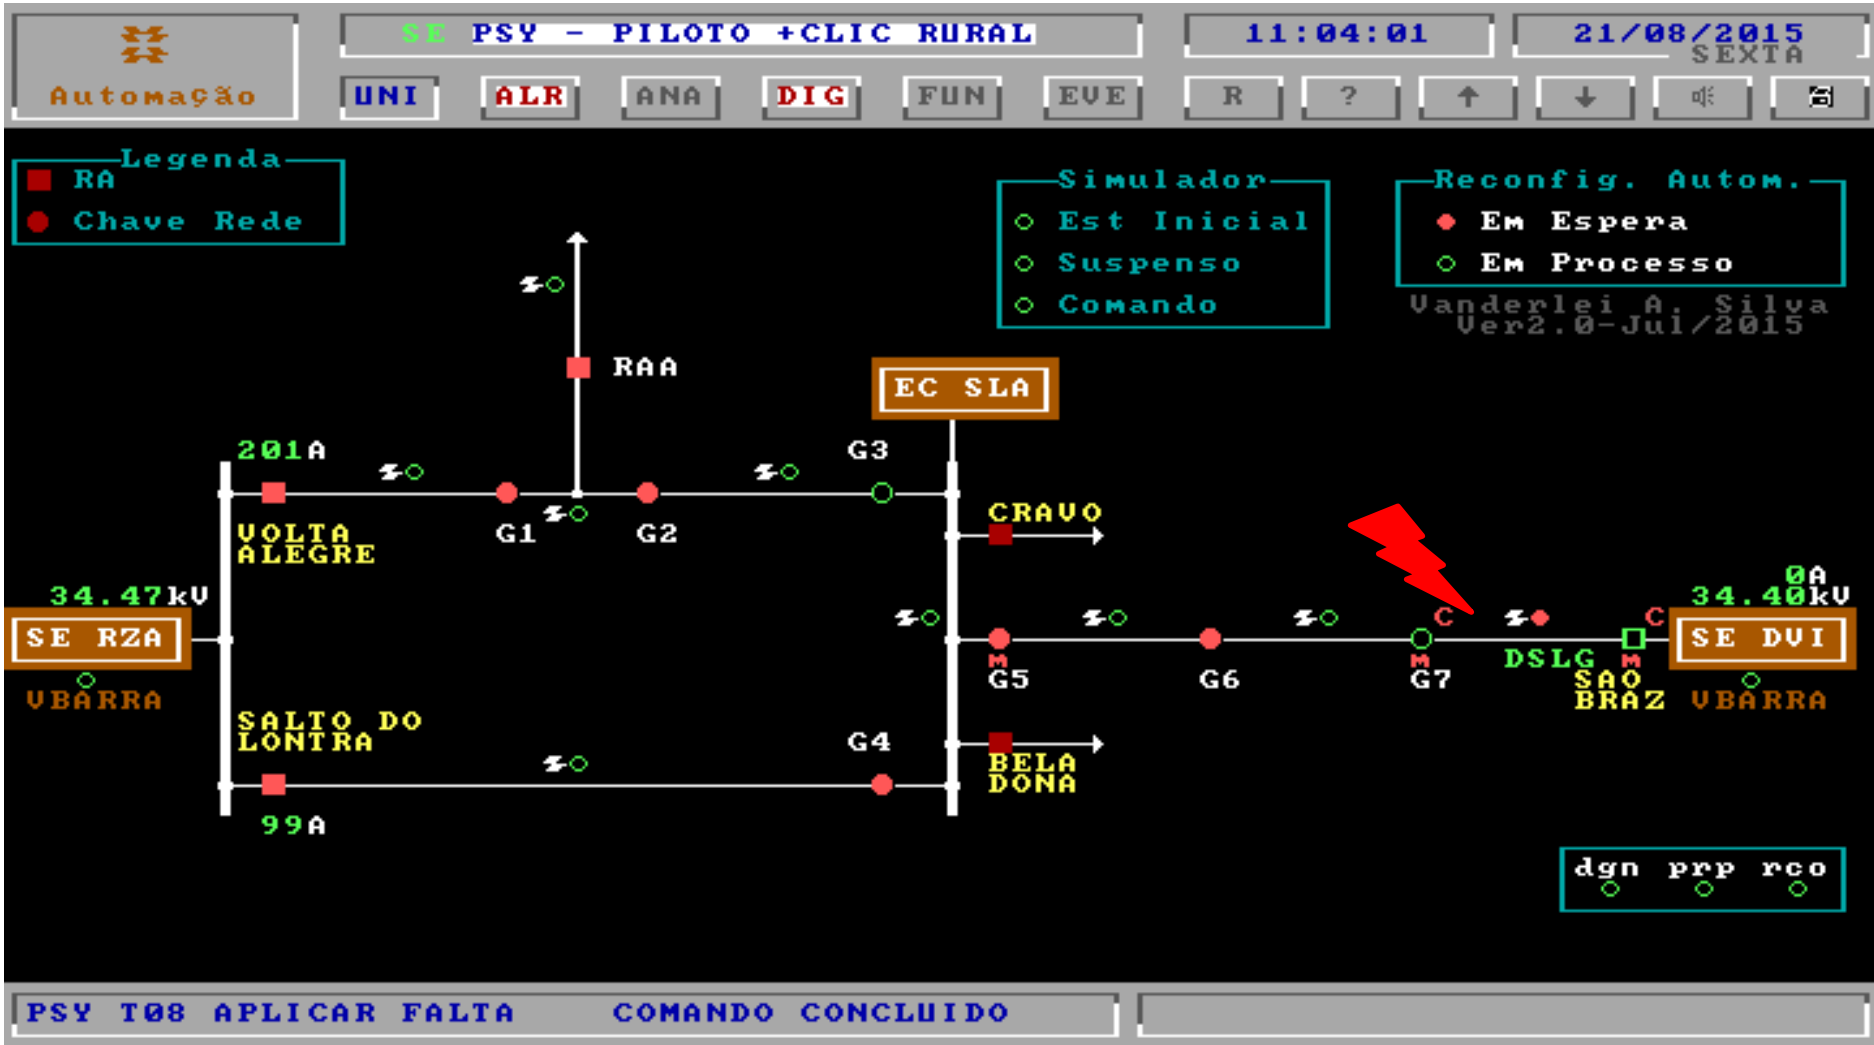 SE PSY - PILOTO +CLIC RURAL
11:04:01
21/08/2015
SEXTA
Automação
UNI
ALR
ANA
DIG
FUN
EVE
R
?
Legenda
RA
Chave Rede
Simulador
Est Inicial
Suspenso
Comando
Reconfig. Autom.
Em Espera
Em Processo
Vanderlei A. Silva
Ver2.0-Jul/2015
RAA
EC SLA
201A
G3
VOLTA
ALEGRE
G1
G2
CRAVO
34.47kV
SE RZA
VBARRA
0A
34.40kV
C
C
SE DVI
M
G5
G6
M
G7
DSLG
M
SAO
BRAZ
VBARRA
SALTO DO
LONTRA
G4
BELA
DONA
99A
dgn prp rco
PSY T08 APLICAR FALTA COMANDO CONCLUIDO